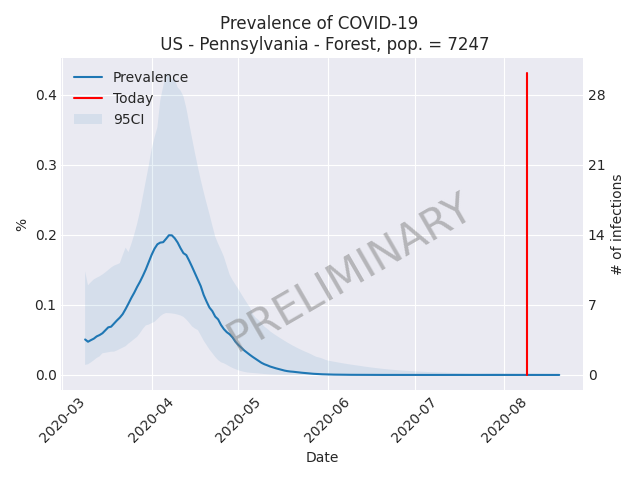 Prevalence of COVID-19
US - Pennsylvania - Forest, pop. = 7247
Prevalence
Today
95CI
0.4
0.3
0.2
0.1
0.0
%
28
21
14
7
0
# of infections
PRELIMINARY
2020-03
2020-04
2020-05
2020-06
2020-07
2020-08
Date